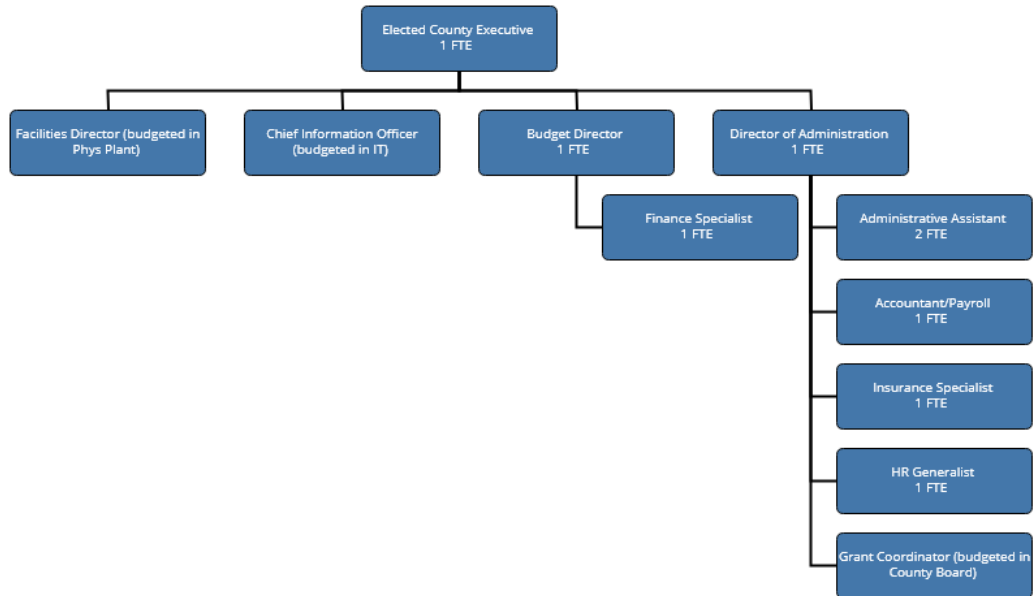 Elected County Executive
1 FTE
Facilities Director (budgeted in
Phys Plant)
Chief Information Officer
(budgeted in IT)
Budget Director
1 FTE
Director of Administration
1 FTE
Finance Specialist
1 FTE
Administrative Assistant
2 FTE
Accountant/Payroll
1 FTE
Insurance Specialist
1 FTE
HR Generalist
1 FTE
Grant Coordinator (budgeted in
County Board)